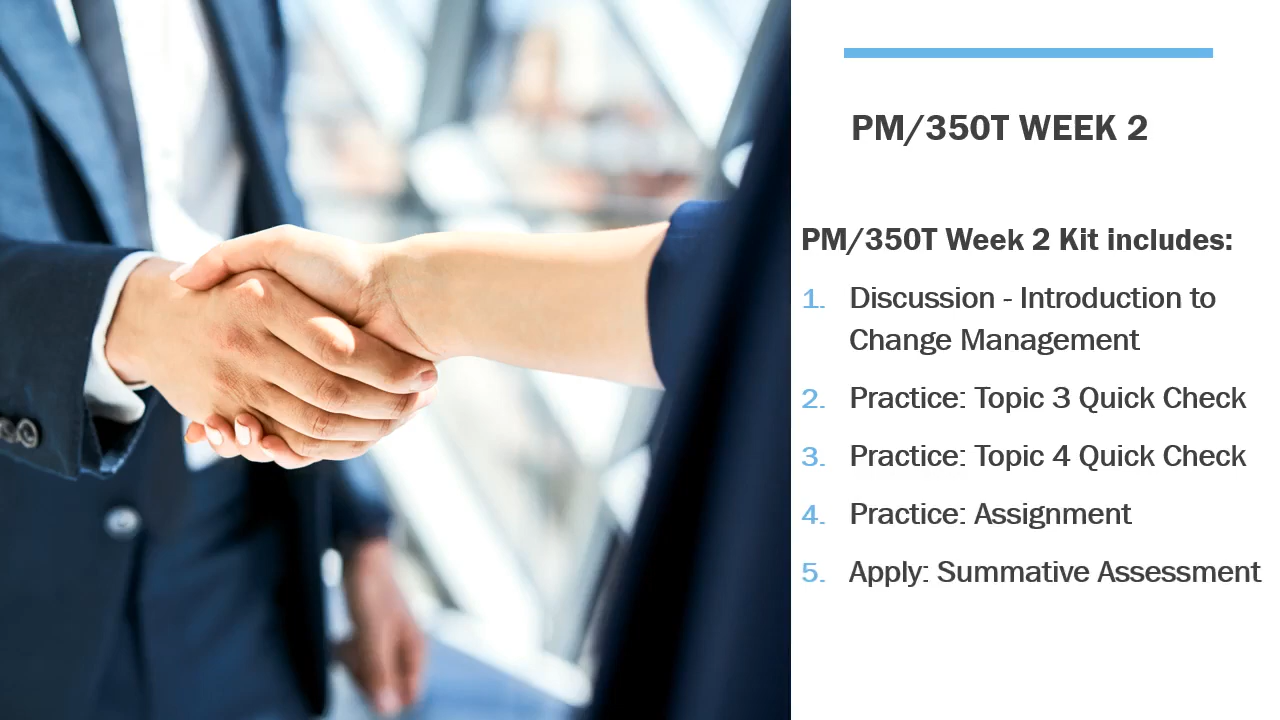 PM/350T WEEK 2
PM/350T Week 2 Kit includes:
1. Discussion - Introduction to
Change Management
2. Practice: Topic 3 Quick Check
3. Practice: Topic 4 Quick Check
4. Practice: Assignment
5. Apply: Summative Assessment